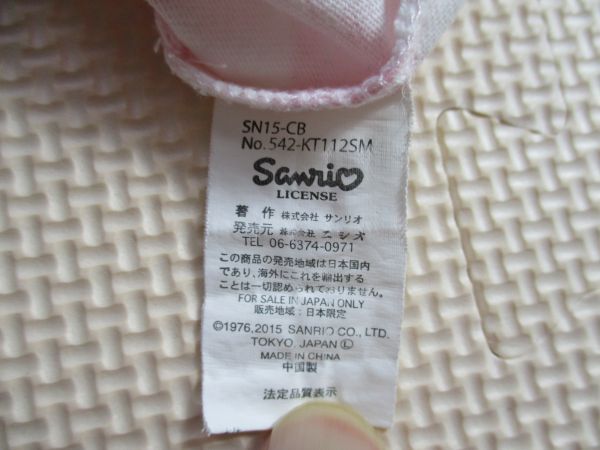 SN15-CB
No.542-KT112SM
Sanrio
LICENSE
著 作 株式会社 サンリオ
発売元 株式会社 ニシオ
TEL 06-6374-0971
この商品の発売地域は日本国内
であり、海外にこれを輸出する
ことは一切認められておりません。
FOR SALE IN JAPAN ONLY
販売地域：日本限定
©1976,2015 SANRIO CO., LTD.
TOKYO, JAPAN Ⓛ
MADE IN CHINA
中国製
法定品質表示